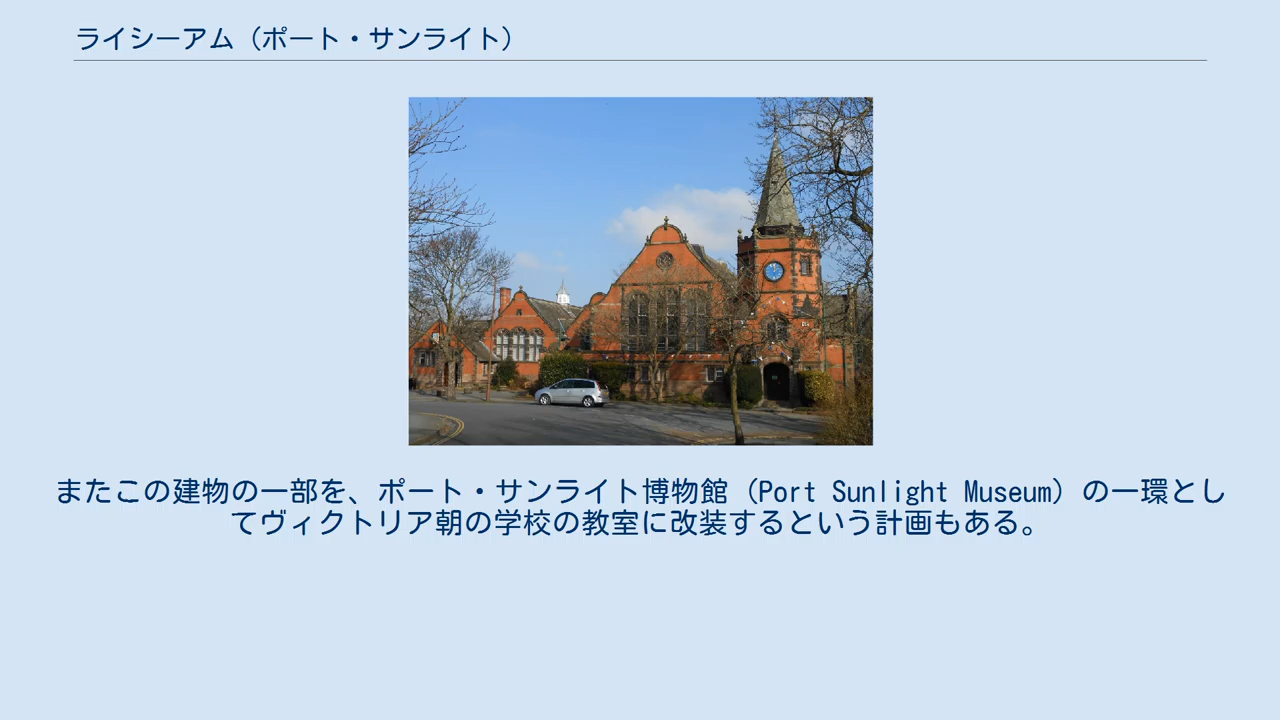 ライシーアム（ポート・サンライト）
またこの建物の一部を、ポート・サンライト博物館（Port Sunlight Museum）の一環とし
てヴィクトリア朝の学校の教室に改装するという計画もある。